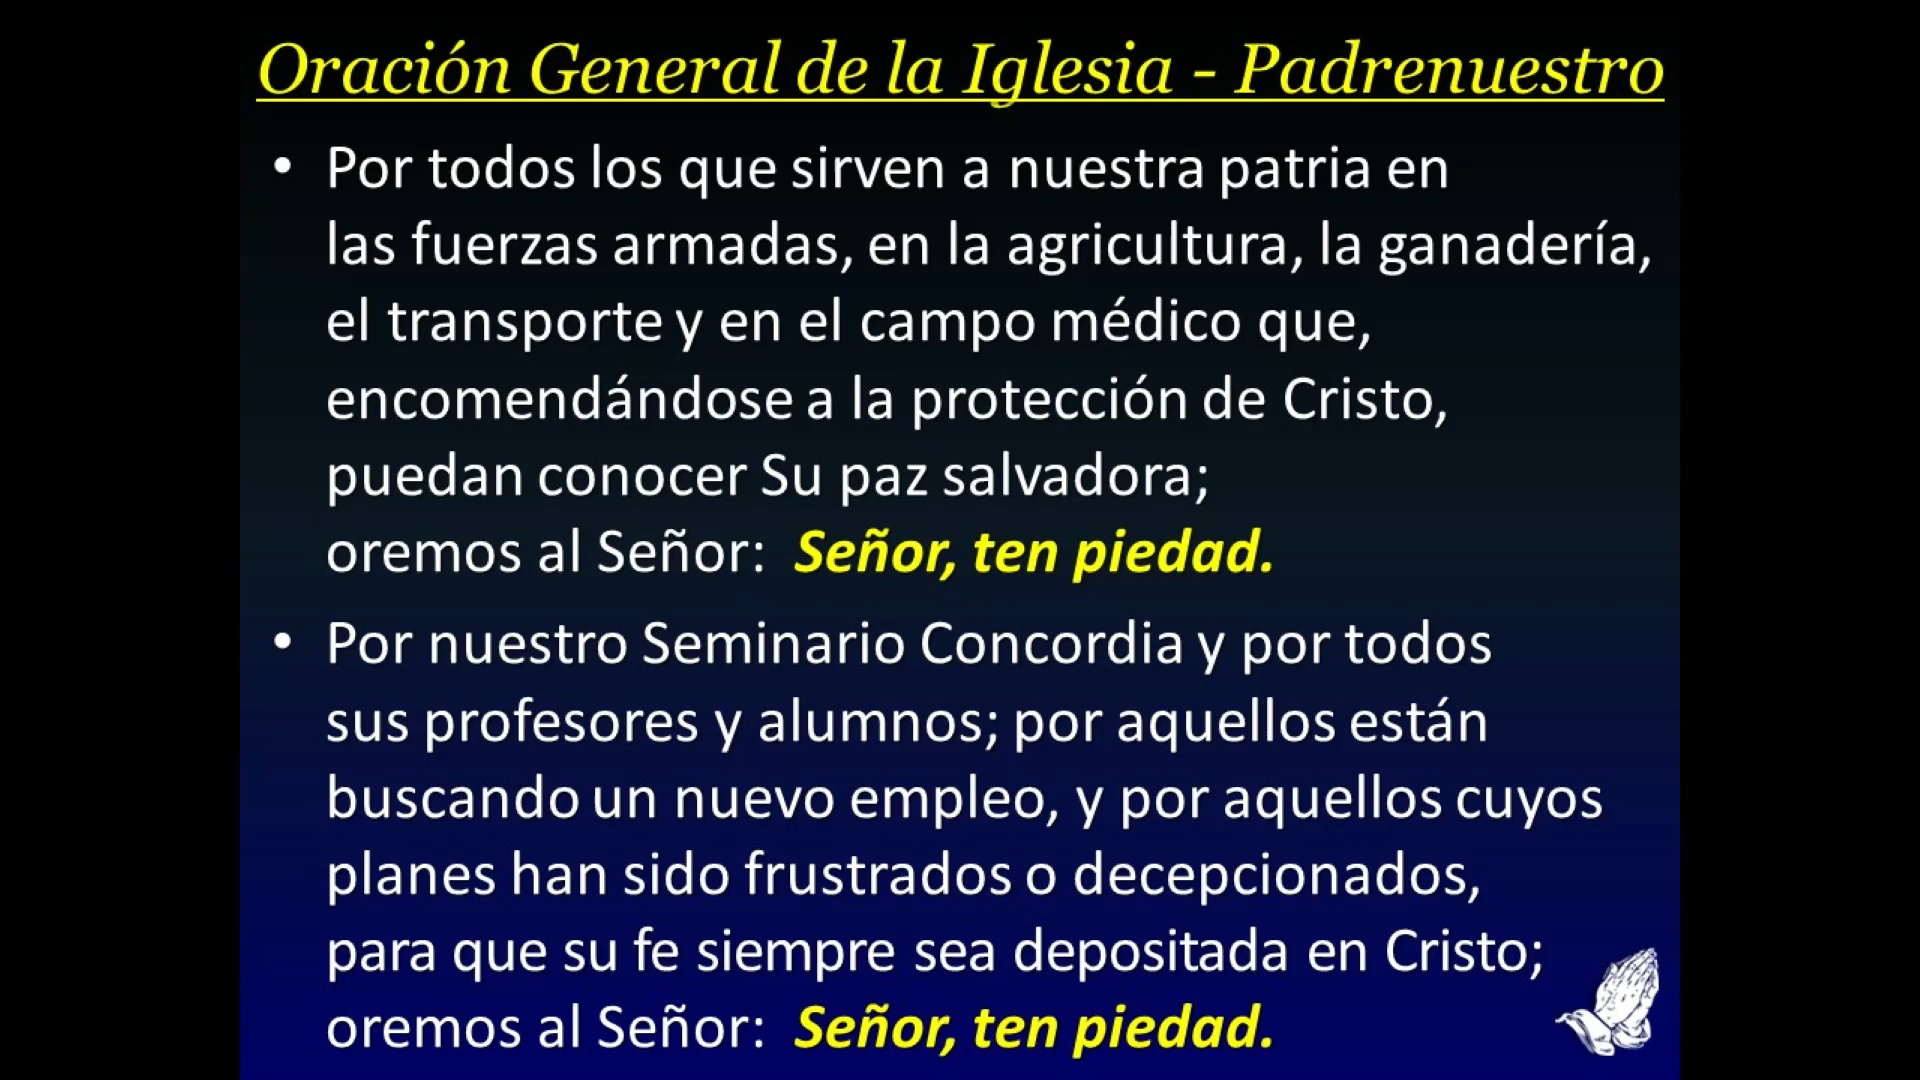 Oración General de la Iglesia - Padrenuestro
• Por todos los que sirven a nuestra patria en
las fuerzas armadas, en la agricultura, la ganadería,
el transporte y en el campo médico que,
encomendándose a la protección de Cristo,
puedan conocer Su paz salvadora;
oremos al Señor: Señor, ten piedad.
• Por nuestro Seminario Concordia y por todos
sus profesores y alumnos; por aquellos están
buscando un nuevo empleo, y por aquellos cuyos
planes han sido frustrados o decepcionados,
para que su fe siempre sea depositada en Cristo;
oremos al Señor: Señor, ten piedad.